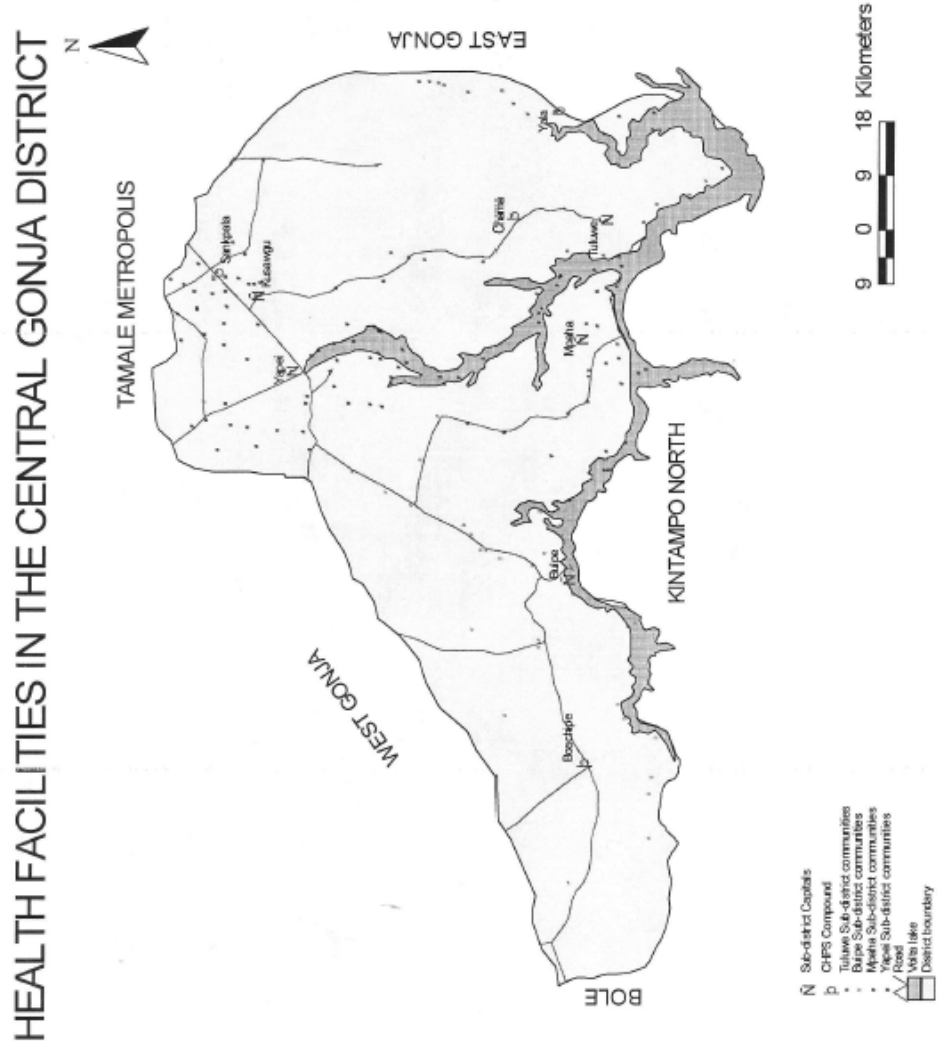 HEALTH FACILITIES IN THE CENTRAL GONJA DISTRICT
N
TAMALE METROPOLIS
EAST GONJA
WEST GONJA
BOLE
KINTAMPO NORTH
Sankpala
Kusawgu
Ñ
Yapei
Ñ
Chama
Tuluwe
Ñ
Yala
Mpaha
Ñ
Buipe
Ñ
9 0 9 18 Kilometers
Ñ Sub-district Capitals
CHPS Compound
Tuluwe Sub-district communities
Buipe Sub-district communities
Mpaha Sub-district communities
Yapei Sub-district communities
Road
Volta lake
District boundary